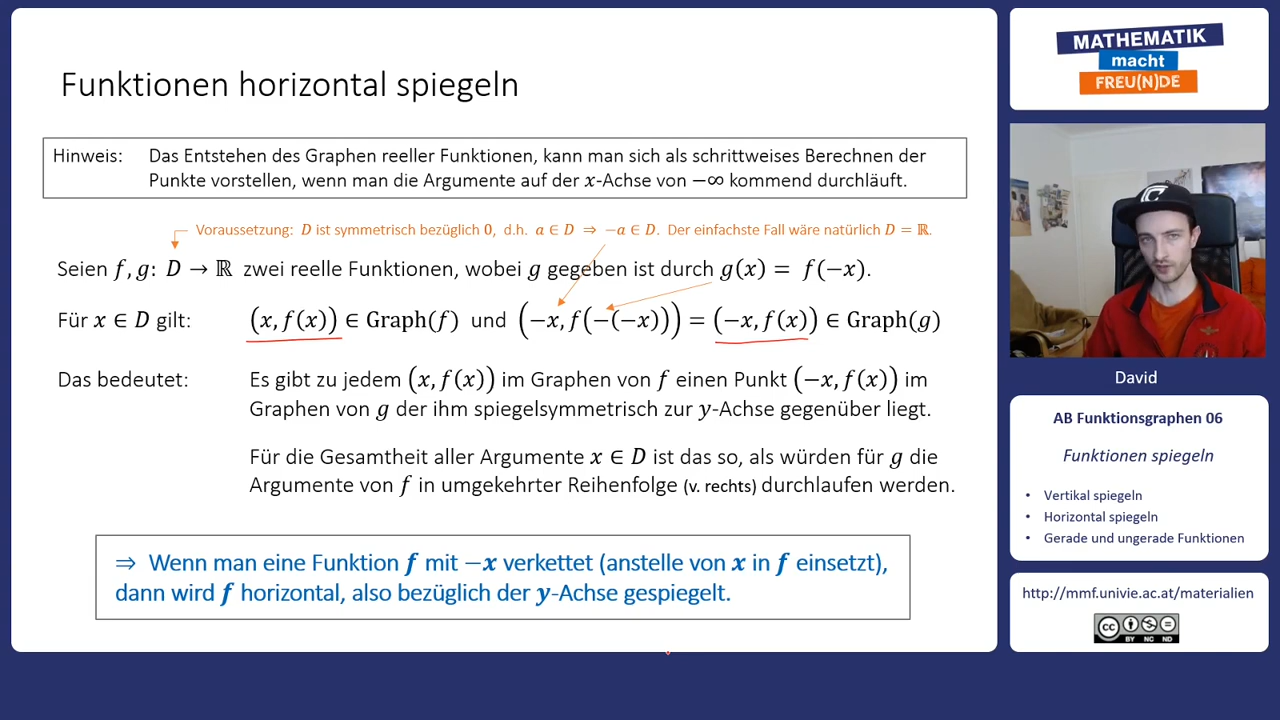 Funktionen horizontal spiegeln
Hinweis: Das Entstehen des Graphen reeller Funktionen, kann man sich als schrittweises Berechnen der
Punkte vorstellen, wenn man die Argumente auf der x-Achse von −∞ kommend durchläuft.
Voraussetzung: D ist symmetrisch bezüglich 0, d.h. a ∈ D ⇒ −a ∈ D. Der einfachste Fall wäre natürlich D = ℝ.
Seien f, g: D → ℝ zwei reelle Funktionen, wobei g gegeben ist durch g(x) = f(−x).
Für x ∈ D gilt: (x, f(x)) ∈ Graph(f) und (−x, f(−(−x))) = (−x, f(x)) ∈ Graph(g)
Das bedeutet: Es gibt zu jedem (x, f(x)) im Graphen von f einen Punkt (−x, f(x)) im
Graphen von g der ihm spiegelsymmetrisch zur y-Achse gegenüber liegt.
Für die Gesamtheit aller Argumente x ∈ D ist das so, als würden für g die
Argumente von f in umgekehrter Reihenfolge (v. rechts) durchlaufen werden.
⇒ Wenn man eine Funktion f mit −x verkettet (anstelle von x in f einsetzt),
dann wird f horizontal, also bezüglich der y-Achse gespiegelt.
MATHEMATIK
macht
FREU(N)DE
David
AB Funktionsgraphen 06
Funktionen spiegeln
• Vertikal spiegeln
• Horizontal spiegeln
• Gerade und ungerade Funktionen
http://mmf.univie.ac.at/materialien
CC BY NC ND